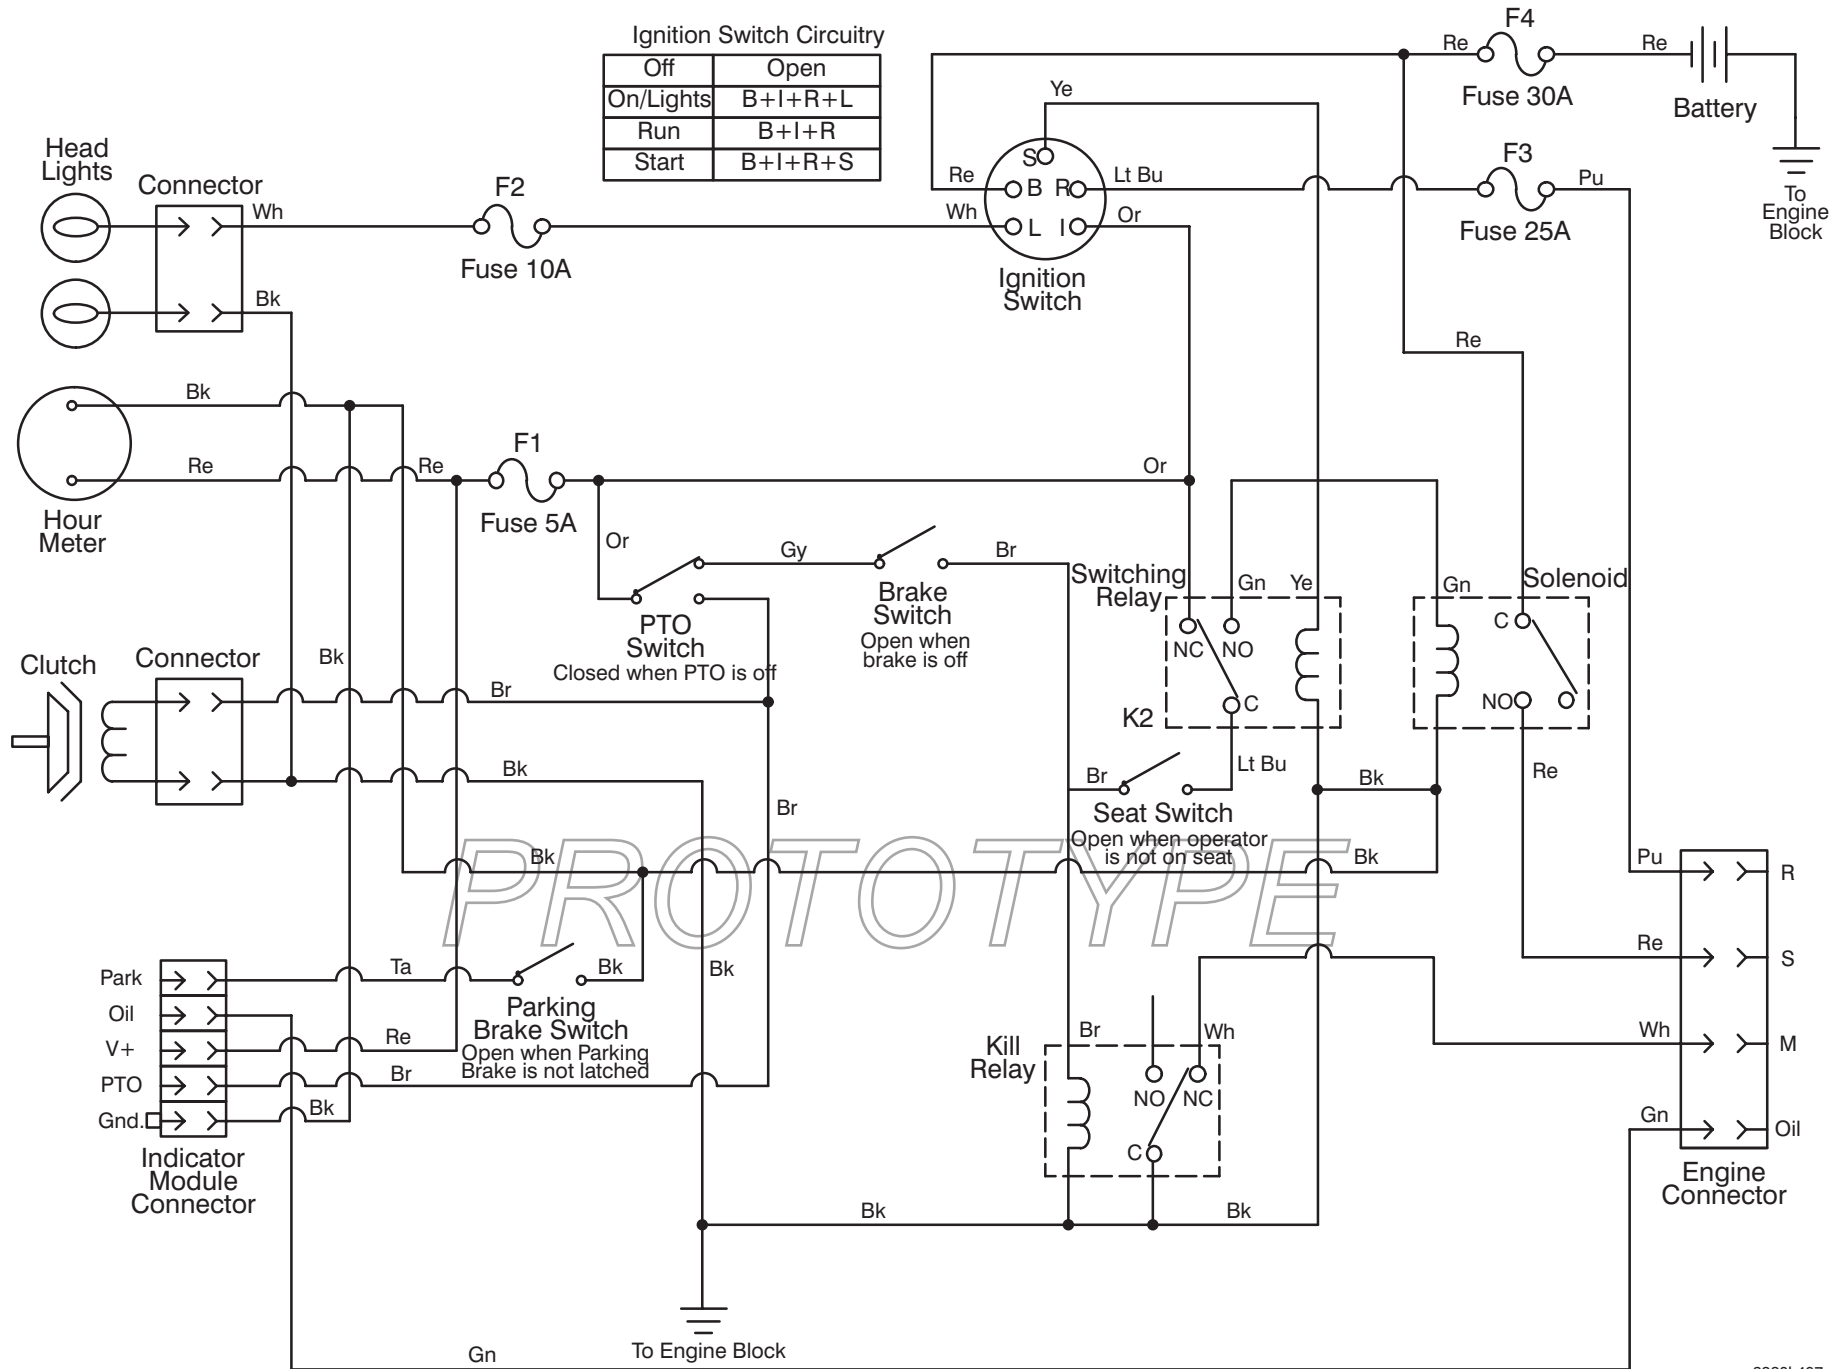 F4
Re
Re
Fuse 30A
Battery
Ignition Switch Circuitry
Off Open
On/Lights B+I+R+L
Run B+I+R
Start B+I+R+S
Ye
S
Re
B R
Lt Bu
F3
Pu
Fuse 25A
To
Engine
Block
Head
Lights
Connector
Wh
F2
Fuse 10A
Wh
L I
Or
Ignition
Switch
Bk
Re
Bk
Re
Re
F1
Fuse 5A
Or
Hour
Meter
Or
Gy
Br
PTO
Switch
Closed when PTO is off
Brake
Switch
Open when
brake is off
Switching
Relay
Gn
Ye
NC NO
C
K2
Gn
Solenoid
C
NO
Clutch
Connector
Bk
Br
Bk
Br
Br
Lt Bu
Bk
Re
Seat Switch
Open when operator
is not on seat
Bk
Bk
PROTOTYPE
Pu
R
Re
S
Wh
M
Gn
Oil
Engine
Connector
Park
Oil
V+
PTO
Gnd.
Indicator
Module
Connector
Ta
Bk
Bk
Parking
Brake Switch
Open when Parking
Brake is not latched
Re
Br
Bk
Kill
Relay
Br
Wh
NO NC
C
Bk
Bk
To Engine Block
Gn